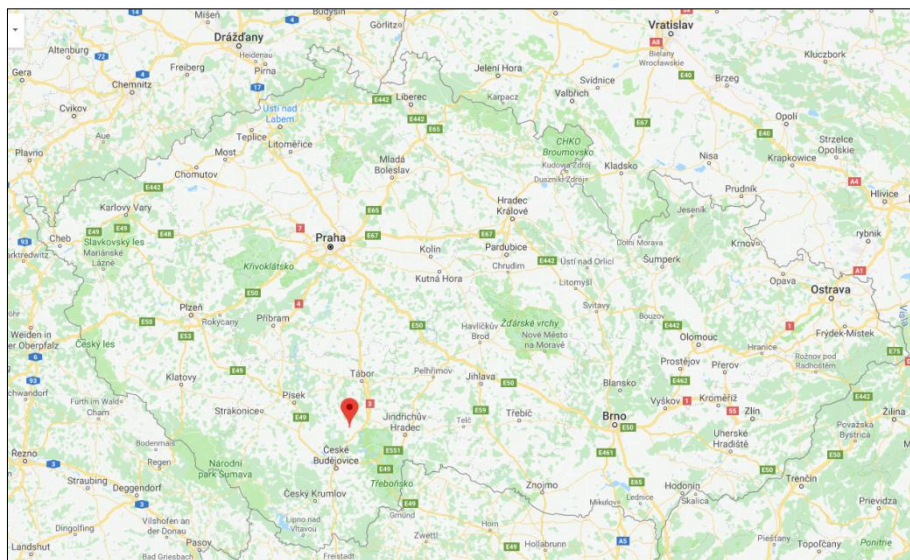 Míšeň
Budyšín
Görlitz
Vratislav
Drážďany
Altenburg
Freiberg
Heidenau
Pirna
Jelení Hora
Bielany
Wrocławskie
Kluczbork
Gera
Chemnitz
Liberec
Karpacz
Svídnice
Valbřich
Brzeg
Cvikov
Aue
Ústí nad
Labem
Teplice
Litoměřice
Opolí
Strzelce
Opolskie
Krapkowice
Plavno
Most
Chomutov
Mladá
Boleslav
CHKO
Broumovsko
Kudowa-Zdrój
Duszniki-Zdrój
Kladsko
Nisa
Prudník
Hlivice
Karlovy Vary
Hradec
Králové
Jeseník
Cheb
Slavkovský les
Mariánské
Lázně
Praha
Kolín
Pardubice
Chrudim
Dolní Morava
Krnov
rybnik
Křivoklátsko
Kutná Hora
Ústí nad Orlicí
Šumperk
Litomyšl
Opava
Ostrava
Plzeň
Rokycany
Příbram
Svitavy
Bouzov
Weiden in
der Oberpfalz
Český les
Havlíčkův
Brod
Žďárské vrchy
Nové Město
na Moravě
Olomouc
Hranice
Frýdek-Místek
Klatovy
Tábor
Pelhřimov
Jihlava
Prostějov
Přerov
Rožnov pod
Radhoštěm
Furth im Wald
Cham
Strakonice
Písek
Blansko
Vyškov
Kroměříž
Zlín
Žilina
Jindřichův
Hradec
Telč
Třebíč
Brno
Uherské
Hradiště
Považská
Bystrica
Řezno
Bodenmais
Regen
Národní
park Šumava
České
Budějovice
Třeboňsko
Trenčín
Straubing
Deggendorf
Český Krumlov
Znojmo
Mikulov
Lednice
Hodonín
Skalica
Prievidza
Dingolfing
Vilshofen an
der Donau
Lipno nad
Vltavou
Gmünd
Zwettl
Horn
Landshut
Pasov
Bad Griesbach
Freistadt
Hollabrunn
Piešťany
Topoľčany
Ponitrie